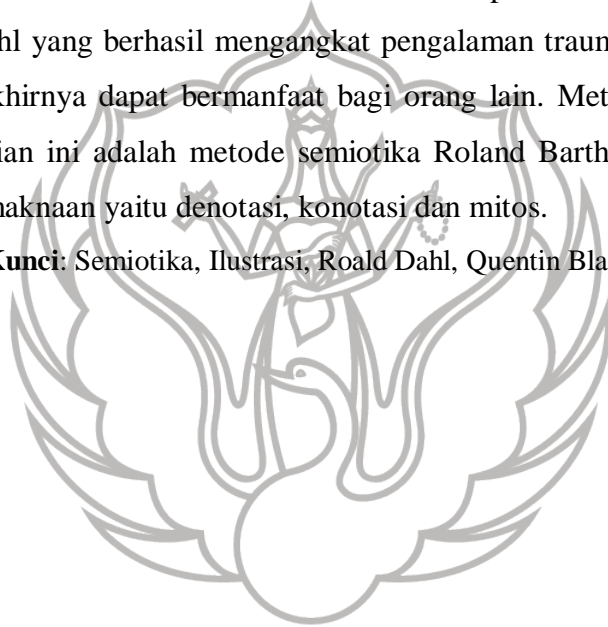 hl yang berhasil mengangkat pengalaman traum
khirnya dapat bermanfaat bagi orang lain. Met
ian ini adalah metode semiotika Roland Barth
naknaan yaitu denotasi, konotasi dan mitos.
Kunci: Semiotika, Ilustrasi, Roald Dahl, Quentin Bla